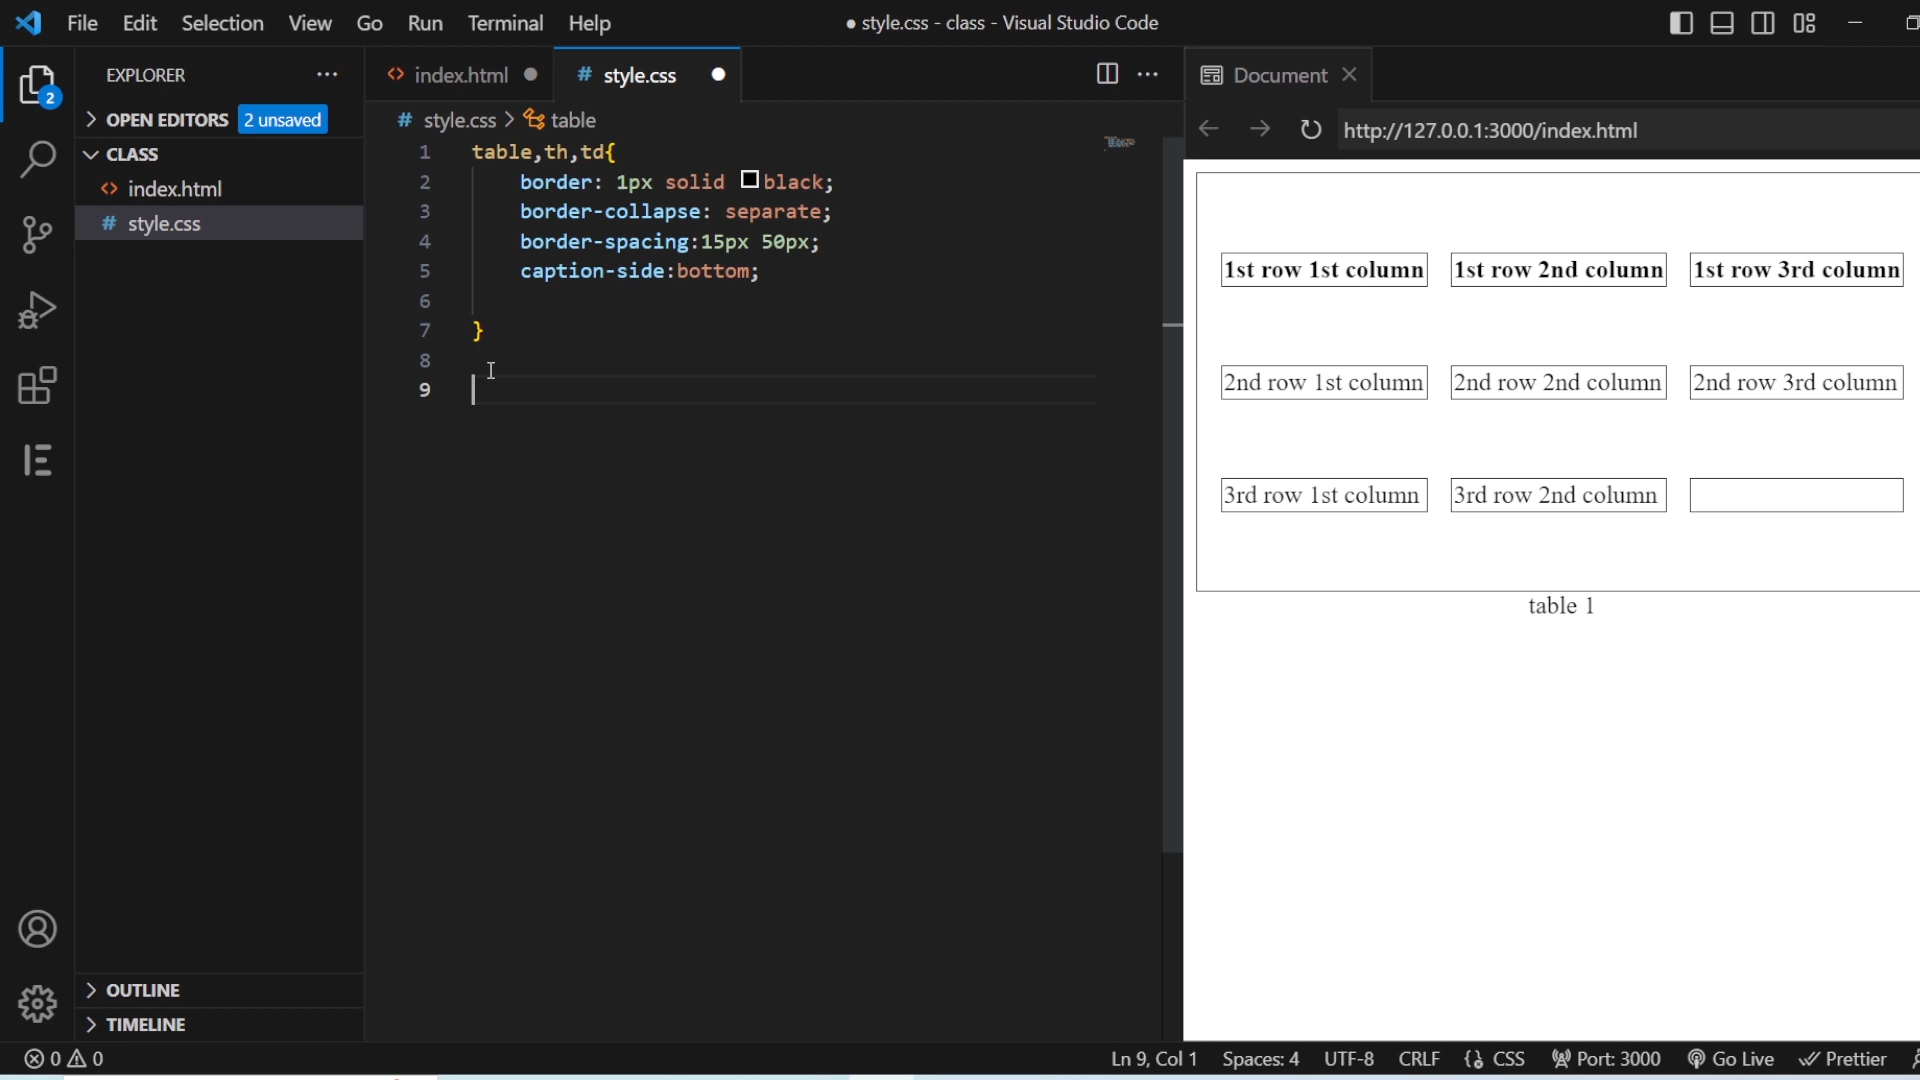 File Edit Selection View Go Run Terminal Help
● style.css - class - Visual Studio Code
EXPLORER
2
OPEN EDITORS 2 unsaved
CLASS
index.html
# style.css
OUTLINE
TIMELINE
index.html
# style.css
# style.css > table
1 table,th,td{
2 border: 1px solid black;
3 border-collapse: separate;
4 border-spacing:15px 50px;
5 caption-side:bottom;
6
7 }
8
9
Document
http://127.0.0.1:3000/index.html
1st row 1st column 1st row 2nd column 1st row 3rd column
2nd row 1st column 2nd row 2nd column 2nd row 3rd column
3rd row 1st column 3rd row 2nd column
table 1
0 0 Ln 9, Col 1 Spaces: 4 UTF-8 CRLF {} CSS Port: 3000 Go Live Prettier